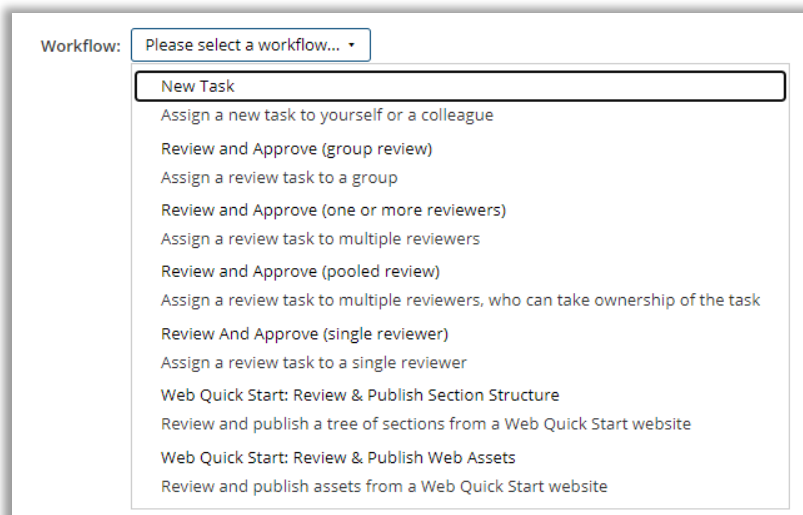 Workflow: Please select a workflow...
New Task
Assign a new task to yourself or a colleague
Review and Approve (group review)
Assign a review task to a group
Review and Approve (one or more reviewers)
Assign a review task to multiple reviewers
Review and Approve (pooled review)
Assign a review task to multiple reviewers, who can take ownership of the task
Review And Approve (single reviewer)
Assign a review task to a single reviewer
Web Quick Start: Review & Publish Section Structure
Review and publish a tree of sections from a Web Quick Start website
Web Quick Start: Review & Publish Web Assets
Review and publish assets from a Web Quick Start website